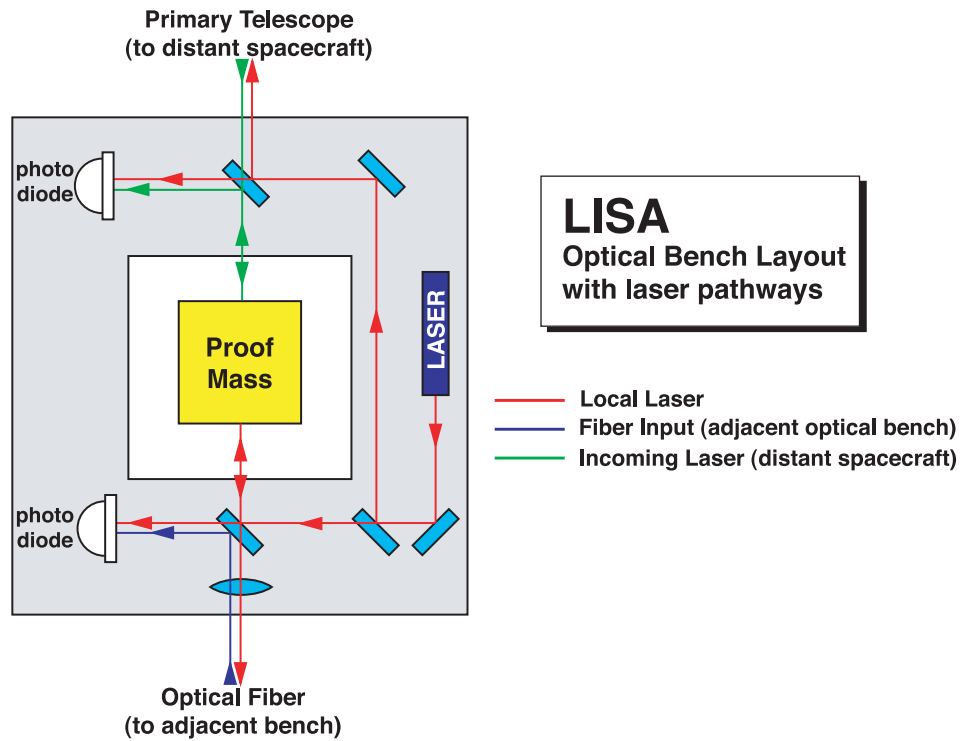 Primary Telescope
(to distant spacecraft)
photo
diode
LISA
Optical Bench Layout
with laser pathways
LASER
Proof
Mass
Local Laser
Fiber Input (adjacent optical bench)
Incoming Laser (distant spacecraft)
photo
diode
Optical Fiber
(to adjacent bench)